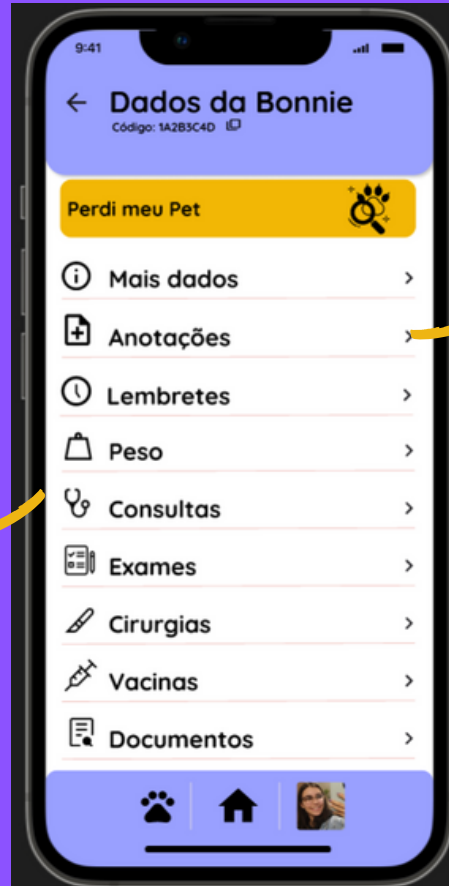 9:41
Dados da Bonnie
Código: 1A2B3C4D
Perdi meu Pet
Mais dados
Anotações
Lembretes
Peso
Consultas
Exames
Cirurgias
Vacinas
Documentos